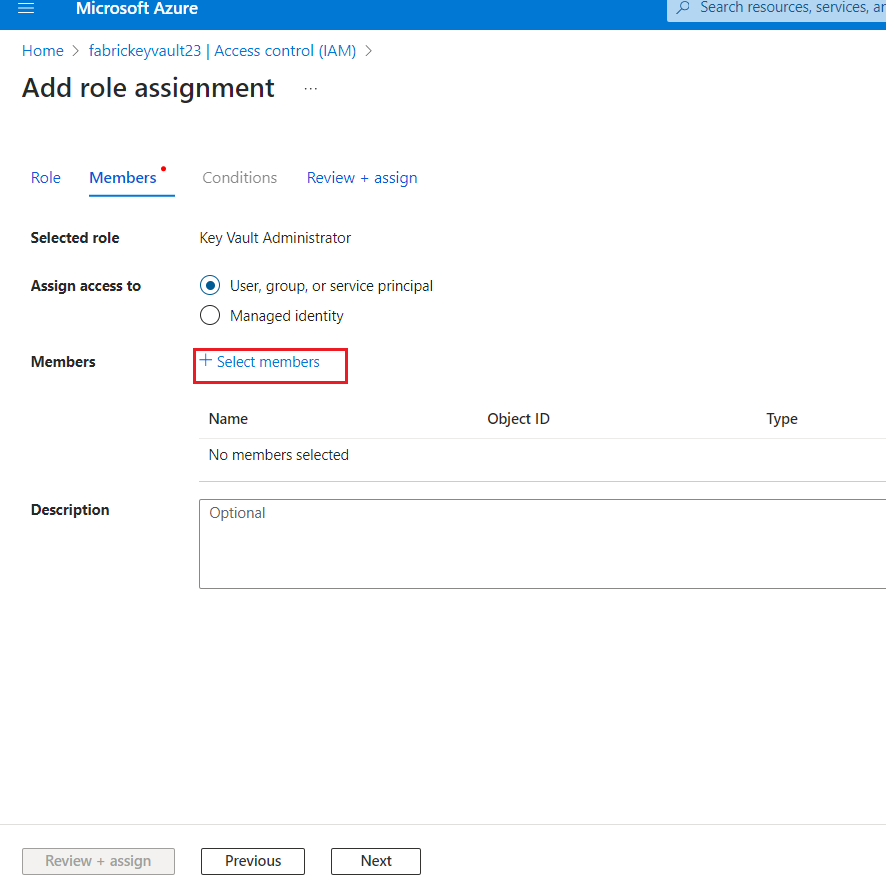 Microsoft Azure
Search resources, services, an
Home > fabrickeyvault23 | Access control (IAM) >
Add role assignment ...
Role Members Conditions Review + assign
Selected role Key Vault Administrator
Assign access to User, group, or service principal
Managed identity
Members + Select members
Name Object ID Type
No members selected
Description Optional
Review + assign Previous Next